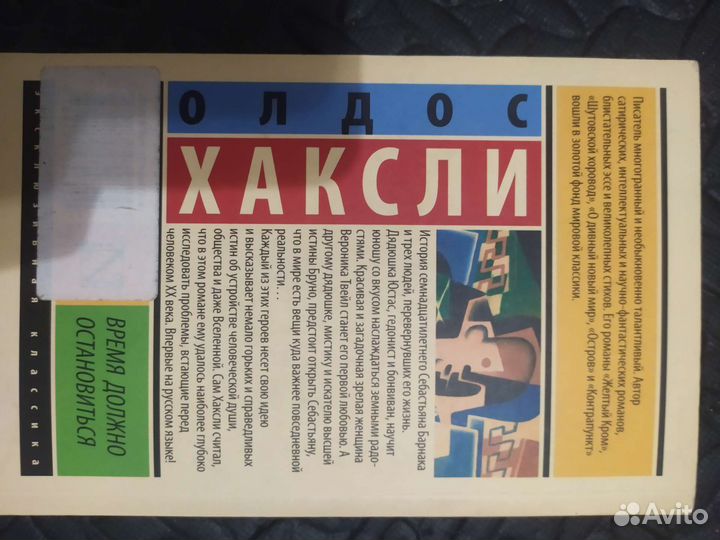 ОЛДОС
ХАКСЛИ
Писатель многогранный и необыкновенно талантливый. Автор
сатирических, интеллектуальных и научно-фантастических романов,
блистательных эссе и великолепных стихов. Его романы «Желтый Кром»,
«Шутовской хоровод», «О дивный новый мир», «Остров» и «Контрапункт»
вошли в золотой фонд мировой классики.
История семнадцатилетнего Себастьяна Барнака
и трех людей, перевернувших его жизнь.
Дядюшка Юстас, гедонист и бонвиван, научит
юношу со вкусом наслаждаться земными радо-
стями. Красивая и загадочная зрелая женщина
Вероника Твейл станет его первой любовью. А
другому дядюшке, мистику и искателю высшей
истины Бруно, предстоит открыть Себастьяну,
что в мире есть вещи куда важнее повседневной
реальности…
Каждый из этих героев несет свою идею
и высказывает немало горьких и справедливых
истин об устройстве человеческой души,
общества и даже Вселенной. Сам Хаксли считал,
что в этом романе ему удалось наиболее глубоко
исследовать проблемы, встающие перед
человеком XX века. Впервые на русском языке!
ВРЕМЯ ДОЛЖНО
ОСТАНОВИТЬСЯ
ЭКСКЛЮЗИВНАЯ КЛАССИКА
Avito